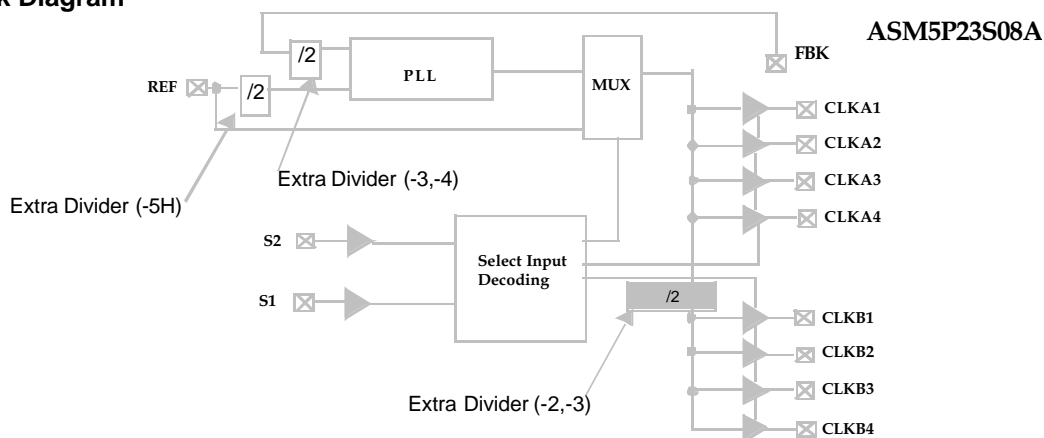 k Diagram
ASM5P23S08A
FBK
/2
PLL
MUX
REF
/2
CLKA1
CLKA2
Extra Divider (-3,-4)
CLKA3
Extra Divider (-5H)
CLKA4
S2
Select Input
Decoding
S1
/2
CLKB1
CLKB2
Extra Divider (-2,-3)
CLKB3
CLKB4